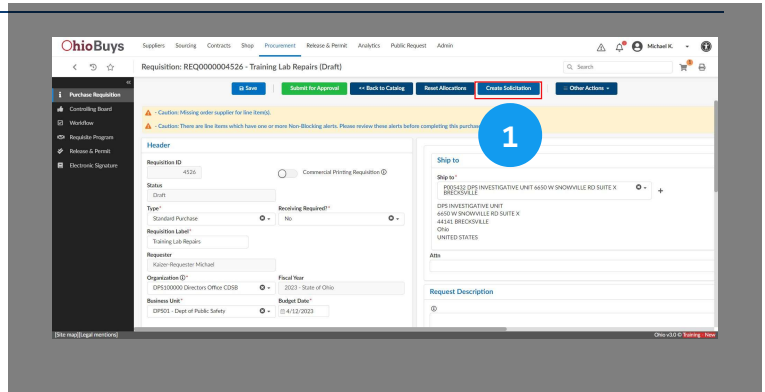 OhioBuys
Suppliers Sourcing Contracts Shop Procurement Release & Permit Analytics Public Request Admin
Michael K.
Requisition: REQ0000004526 - Training Lab Repairs (Draft)
Search
Save Submit for Approval << Back to Catalog Reset Allocations Create Solicitation Other Actions
Purchase Requisition
Controlling Board
Workflow
Requisite Program
Release & Permit
Electronic Signature
- Caution: Missing order supplier for line item(s).
- Caution: There are line items which have one or more Non-Blocking alerts. Please review these alerts before completing this purchase
1
Header
Requisition ID
4526
Commercial Printing Requisition
Status
Draft
Type*
Receiving Required?*
Standard Purchase
No
Requisition Label*
Training Lab Repairs
Requester
Kaizer-Requester Michael
Organization *
Fiscal Year
DPS100000 Directors Office CDSB
2023 - State of Ohio
Business Unit*
Budget Date*
DPS01 - Dept of Public Safety
4/12/2023
Ship to
Ship to*
P005432 DPS INVESTIGATIVE UNIT 6650 W SNOWVILLE RD SUITE X
BRECKSVILLE
DPS INVESTIGATIVE UNIT
6650 W SNOWVILLE RD SUITE X
44141 BRECKSVILLE
Ohio
UNITED STATES
Attn
Request Description
[Site map][Legal mentions]
Ohio v3.0 © Training - New